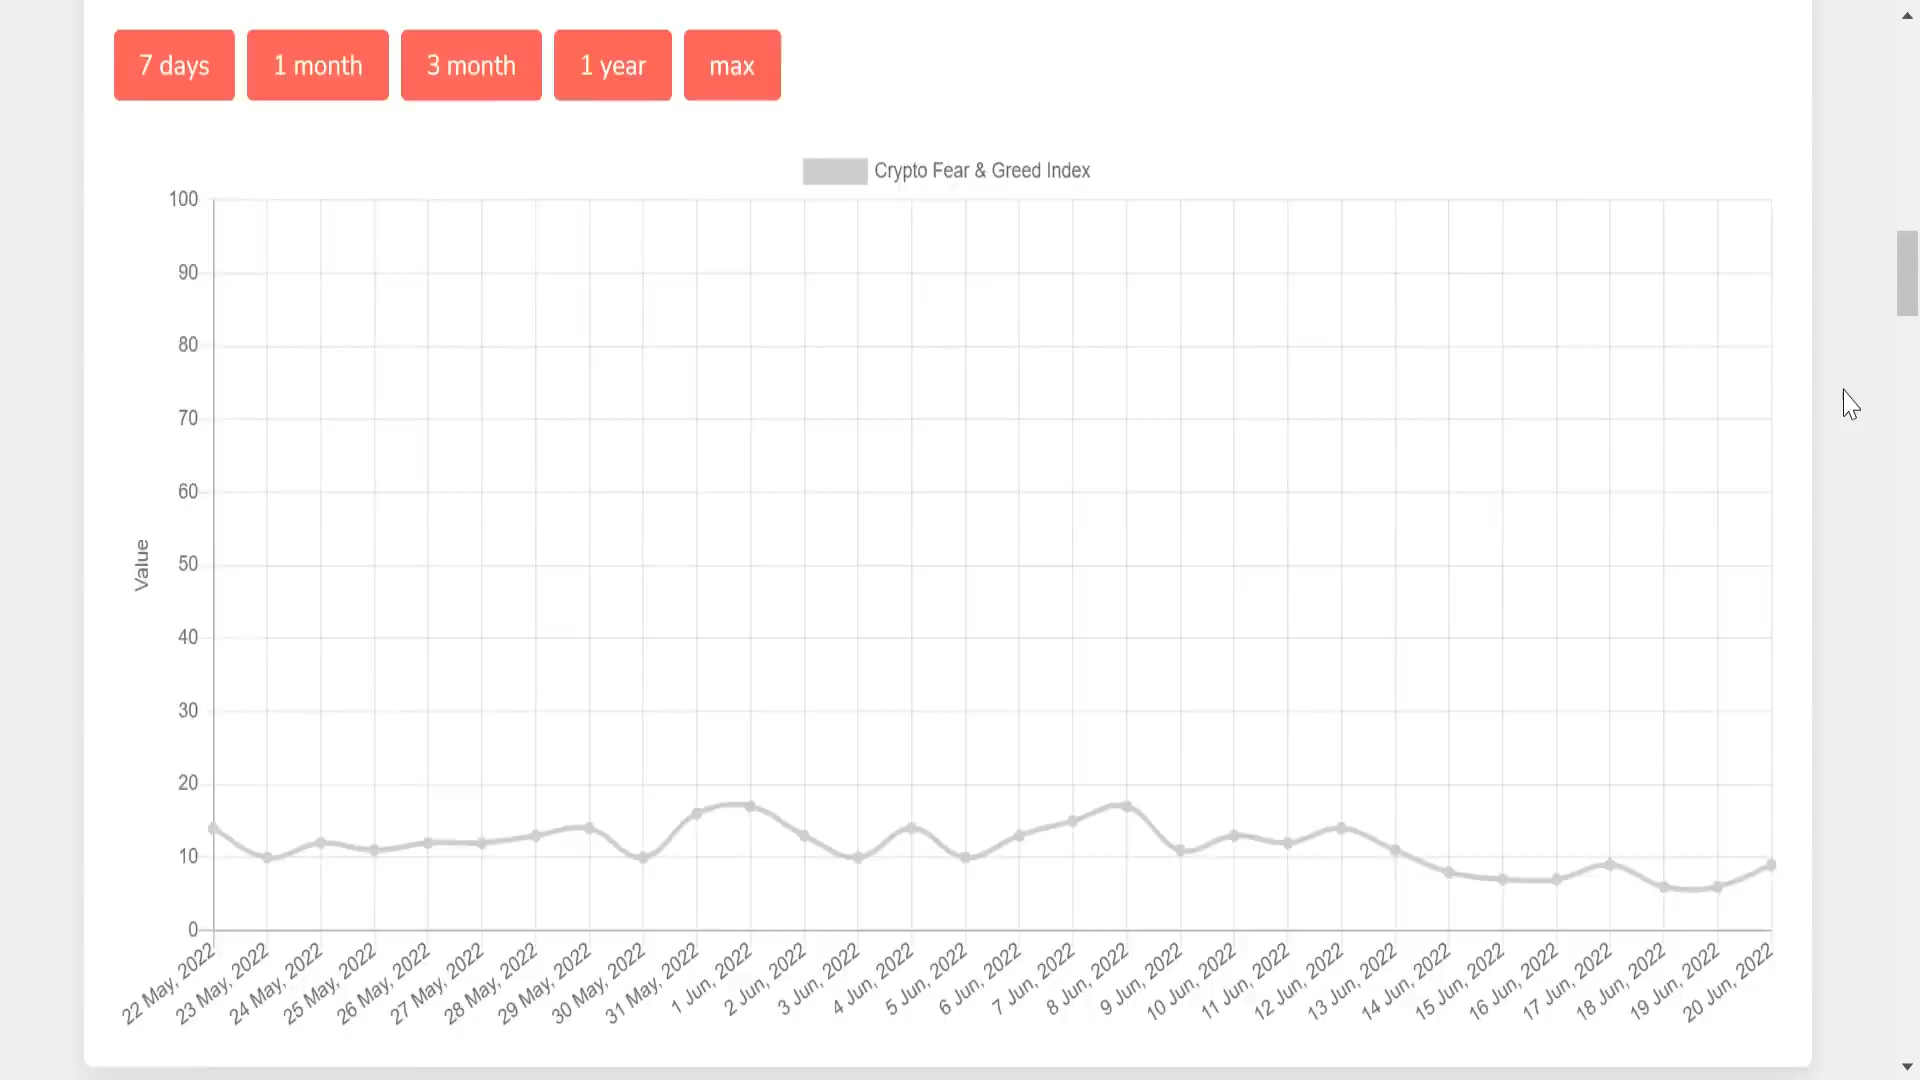 7 days 1 month 3 month 1 year max
Crypto Fear & Greed Index
100
90
80
70
60
50
40
30
20
10
0
Value
22 May, 2022
23 May, 2022
24 May, 2022
25 May, 2022
26 May, 2022
27 May, 2022
28 May, 2022
29 May, 2022
30 May, 2022
31 May, 2022
1 Jun, 2022
2 Jun, 2022
3 Jun, 2022
4 Jun, 2022
5 Jun, 2022
6 Jun, 2022
7 Jun, 2022
8 Jun, 2022
9 Jun, 2022
10 Jun, 2022
11 Jun, 2022
12 Jun, 2022
13 Jun, 2022
14 Jun, 2022
15 Jun, 2022
16 Jun, 2022
17 Jun, 2022
18 Jun, 2022
19 Jun, 2022
20 Jun, 2022